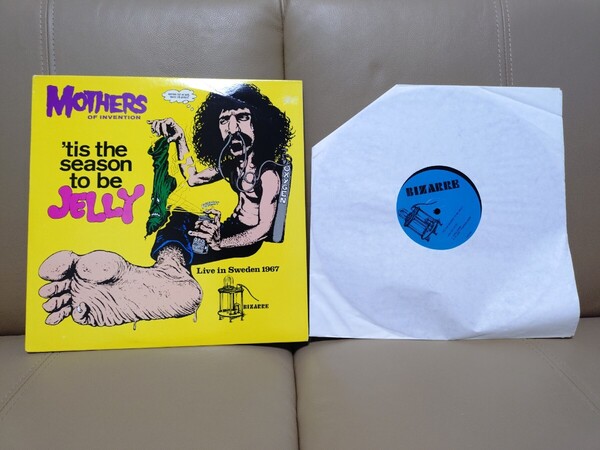 MOTHERS
OF INVENTION
'tis the
season
to be
JELLY
OXYGEN
Live in Sweden 1967
BIZARRE
BIZARRE